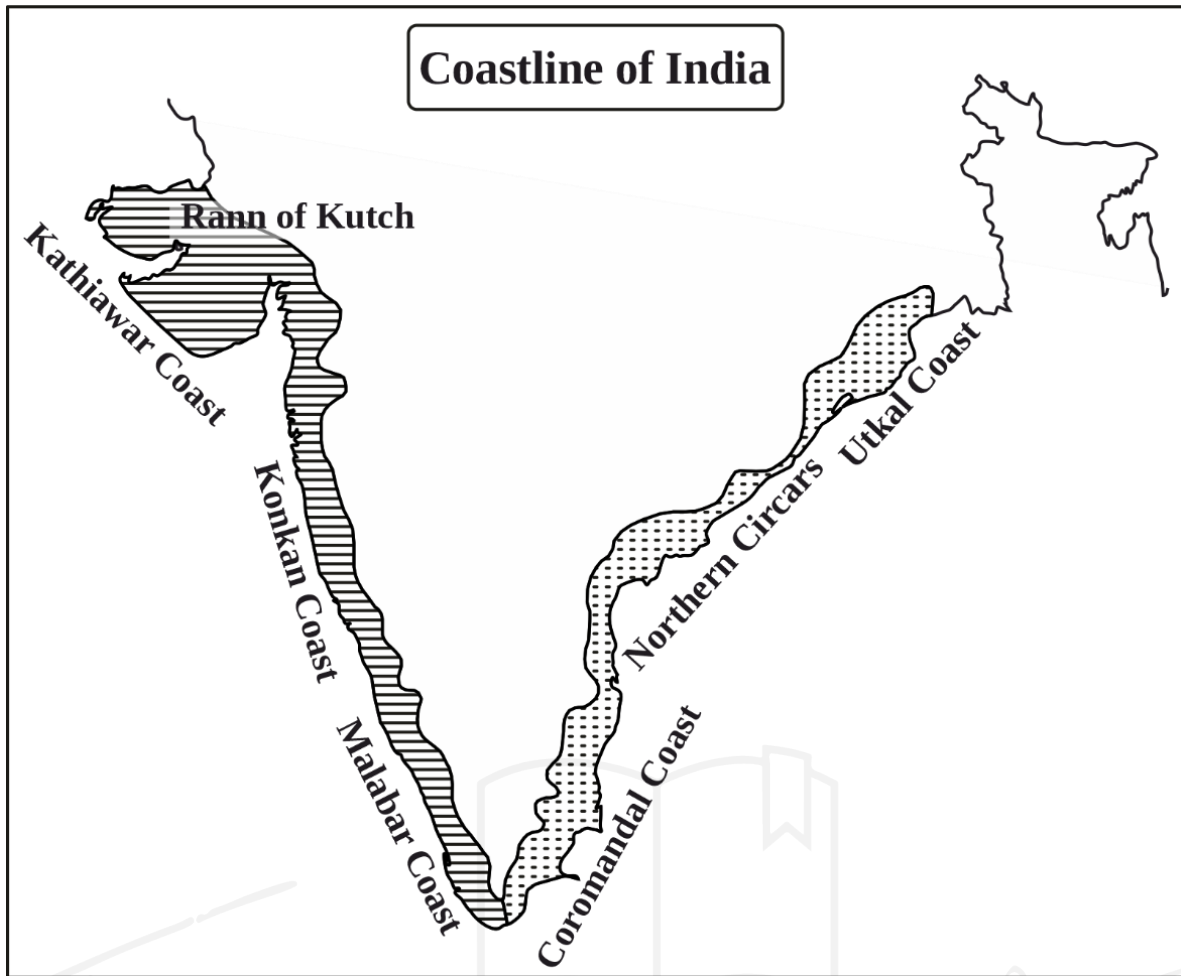 Coastline of India
Rann of Kutch
Kathiawar Coast
Konkan Coast
Malabar Coast
Utkal Coast
Northern Circars
Coromandal Coast